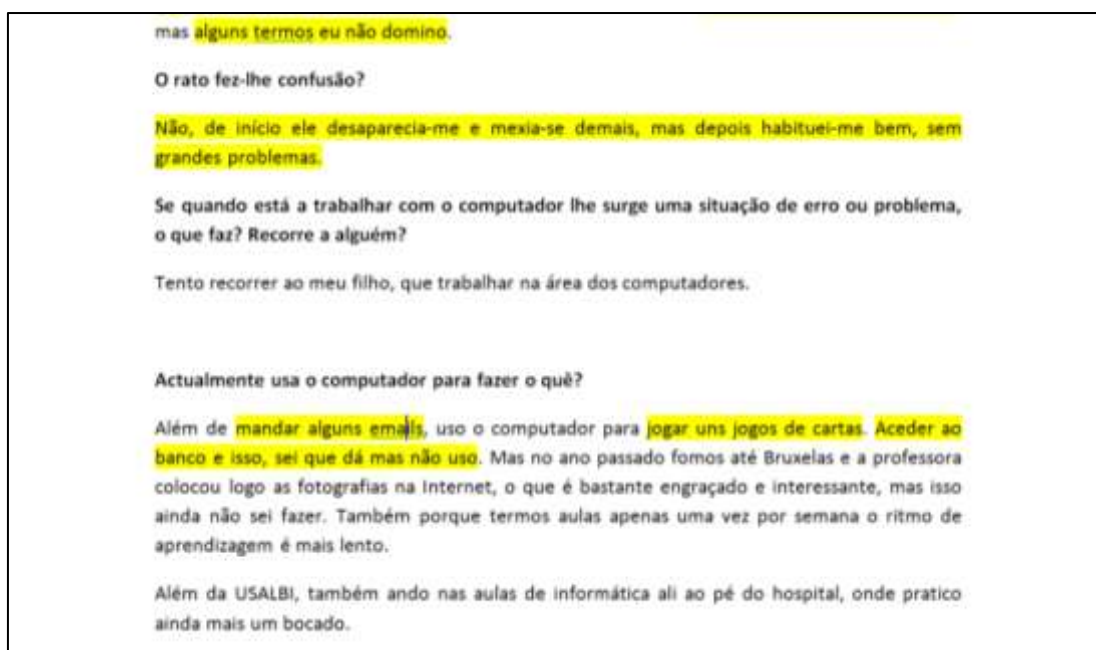 mas alguns termos eu não domino.
O rato fez-lhe confusão?
Não, de início ele desaparecia-me e mexia-se demais, mas depois habituei-me bem, sem
grandes problemas.
Se quando está a trabalhar com o computador lhe surge uma situação de erro ou problema,
o que faz? Recorre a alguém?
Tento recorrer ao meu filho, que trabalhar na área dos computadores.
Actualmente usa o computador para fazer o quê?
Além de mandar alguns emails, uso o computador para jogar uns jogos de cartas. Aceder ao
banco e isso, sei que dá mas não uso. Mas no ano passado fomos até Bruxelas e a professora
colocou logo as fotografias na Internet, o que é bastante engraçado e interessante, mas isso
ainda não sei fazer. Também porque termos aulas apenas uma vez por semana o ritmo de
aprendizagem é mais lento.
Além da USALBI, também ando nas aulas de informática ali ao pé do hospital, onde pratico
ainda mais um bocado.